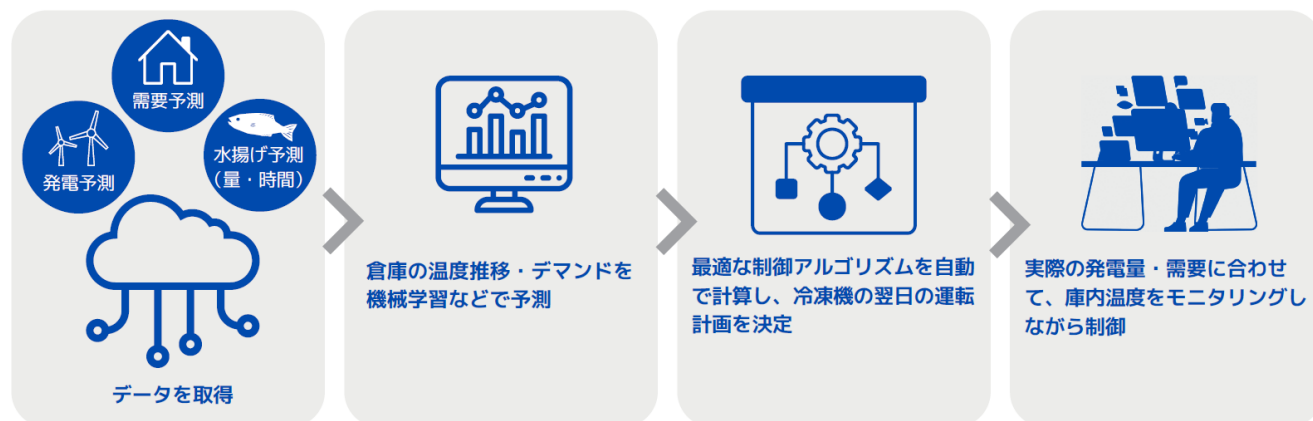 需要予測
発電予測
水揚げ予測
（量・時間）
データを取得
倉庫の温度推移・デマンドを
機械学習などで予測
最適な制御アルゴリズムを自動
で計算し、冷凍機の翌日の運転
計画を決定
実際の発電量・需要に合わせ
て、庫内温度をモニタリングし
ながら制御